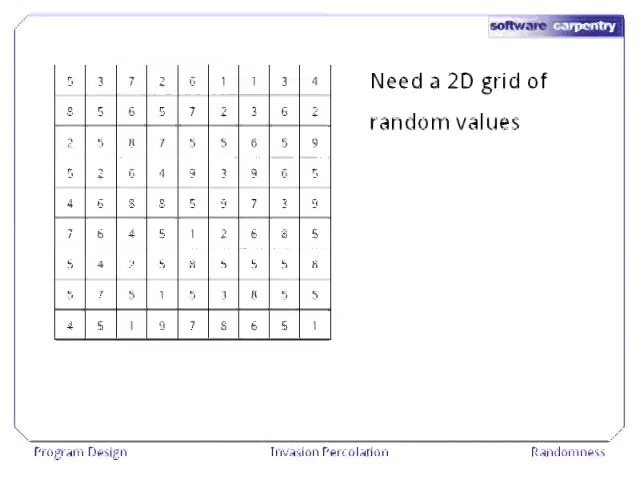 software carpentry
5 3 7 2 6 1 1 3 4
8 5 6 5 7 2 3 6 2
2 5 8 7 5 5 6 5 9
5 2 6 4 9 3 9 6 5
4 6 8 8 5 9 7 3 9
7 6 4 5 1 2 6 8 5
5 4 2 5 8 5 5 5 8
5 7 5 1 5 3 8 5 5
4 5 1 9 7 8 6 5 1
Need a 2D grid of
random values
Program Design Invasion Percolation Randomness